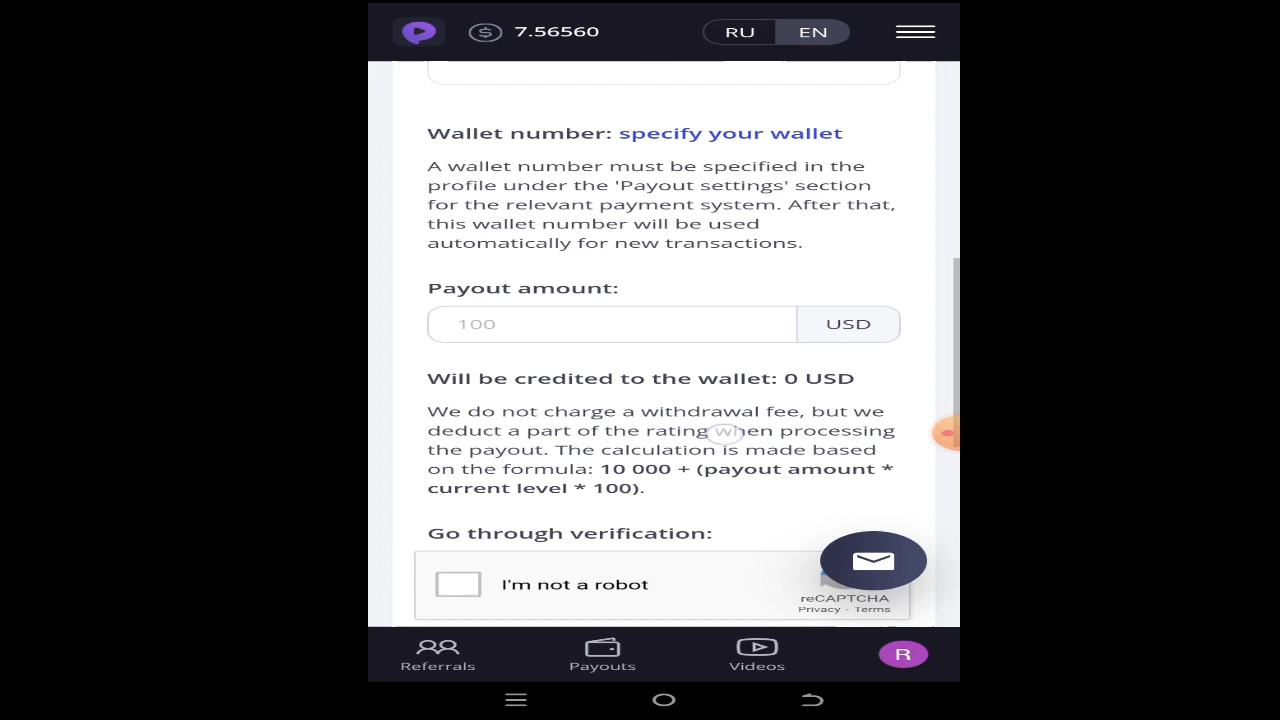 7.56560
RU
EN
Wallet number: specify your wallet
A wallet number must be specified in the
profile under the 'Payout settings' section
for the relevant payment system. After that,
this wallet number will be used
automatically for new transactions.
Payout amount:
100
USD
Will be credited to the wallet: 0 USD
We do not charge a withdrawal fee, but we
deduct a part of the rating when processing
the payout. The calculation is made based
on the formula: 10 000 + (payout amount *
current level * 100).
Go through verification:
I'm not a robot
reCAPTCHA
Privacy - Terms
Referrals
Payouts
Videos
R